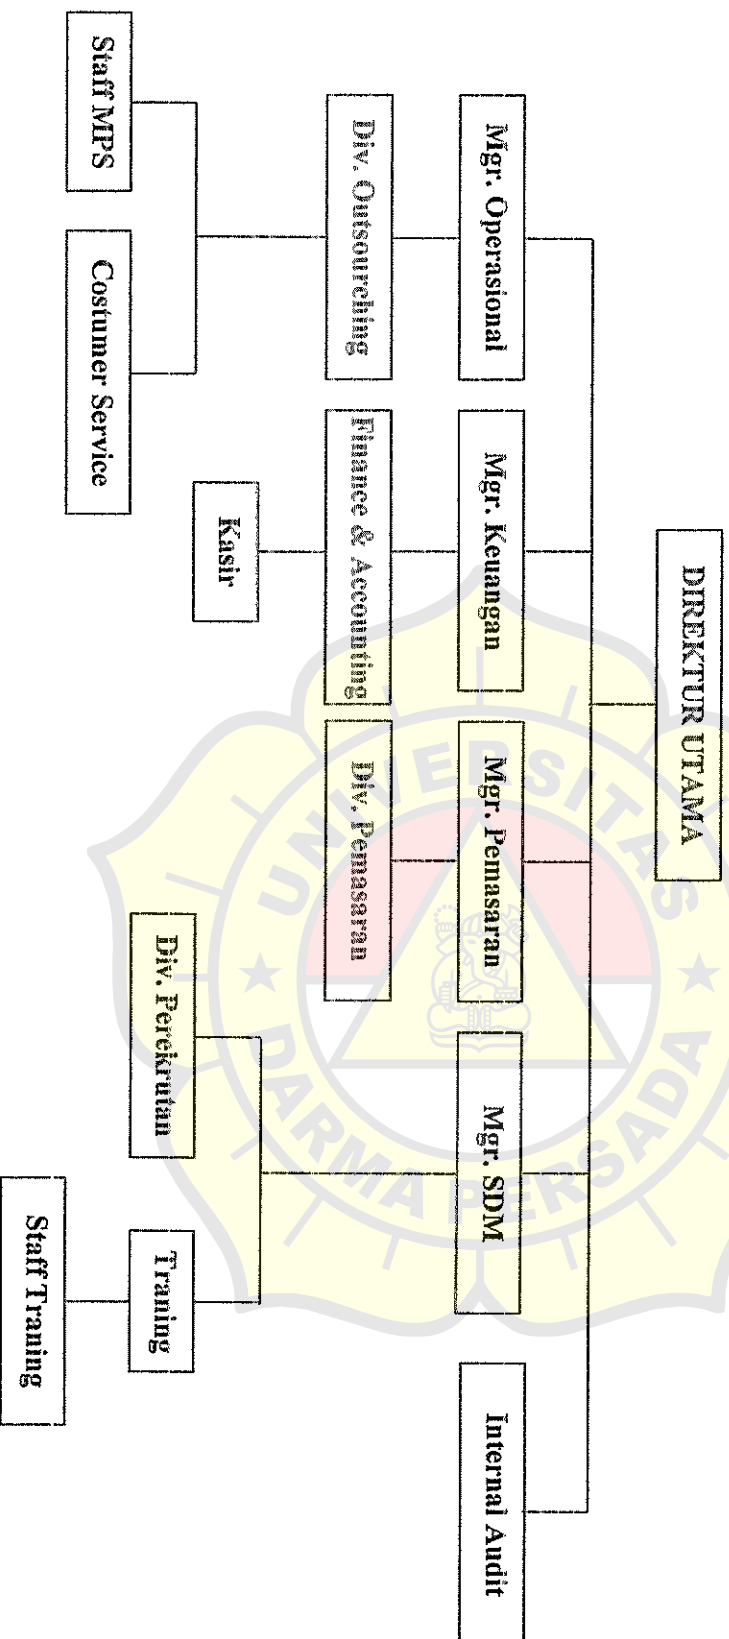 DIREKTUR UTAMA
Mgr. Operasional
Mgr. Keuangan
Mgr. Pemasaran
Mgr. SDM
Internal Audit
Div. Outsourching
Finance & Accounting
Div. Pemasaran
Kasir
Div. Perekrutan
Traning
Staff MPS
Costumer Service
Staff Traning
UNIVERSITAS
DARMA PERSADA